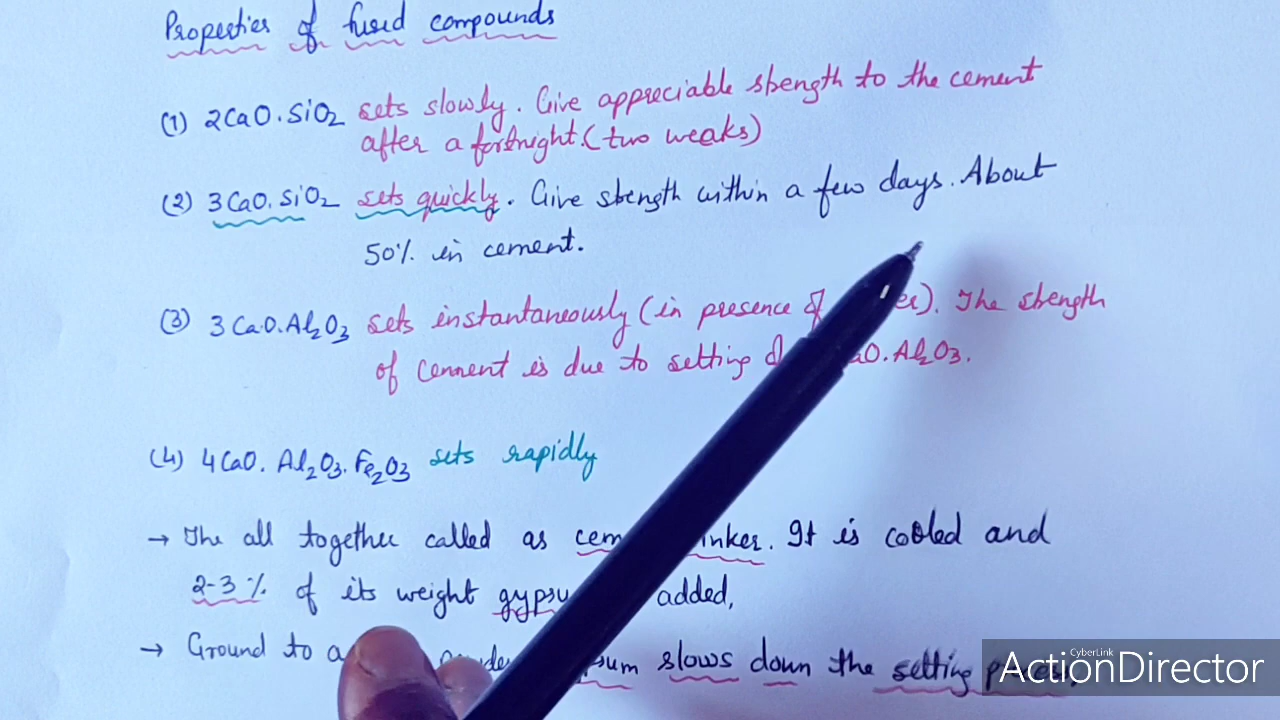 Properties of fused compounds
(1) 2CaO.SiO₂ sets slowly. Give appreciable strength to the cement
after a fortnight. (two weaks)
(2) 3CaO.SiO₂ sets quickly. Give strength within a few days. About
50% in cement.
(3) 3CaO.Al₂O₃ sets instantaneously (in presence of). The strength
of cement is due to setting O.Al₂O₃.
(4) 4CaO.Al₂O₃.Fe₂O₃ sets rapidly
→ The all together called as. It is cooled and
2-3% of its weight added,
→ Ground to a slows down the setting
CyberLink
ActionDirector